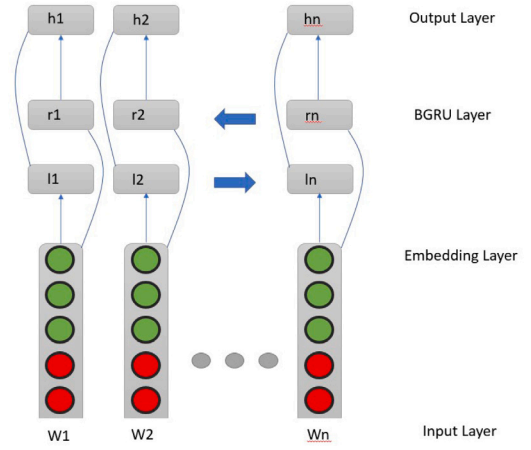 h1 h2 hn Output Layer
r1 r2 rn BGRU Layer
l1 l2 ln
Embedding Layer
W1 W2 Wn Input Layer